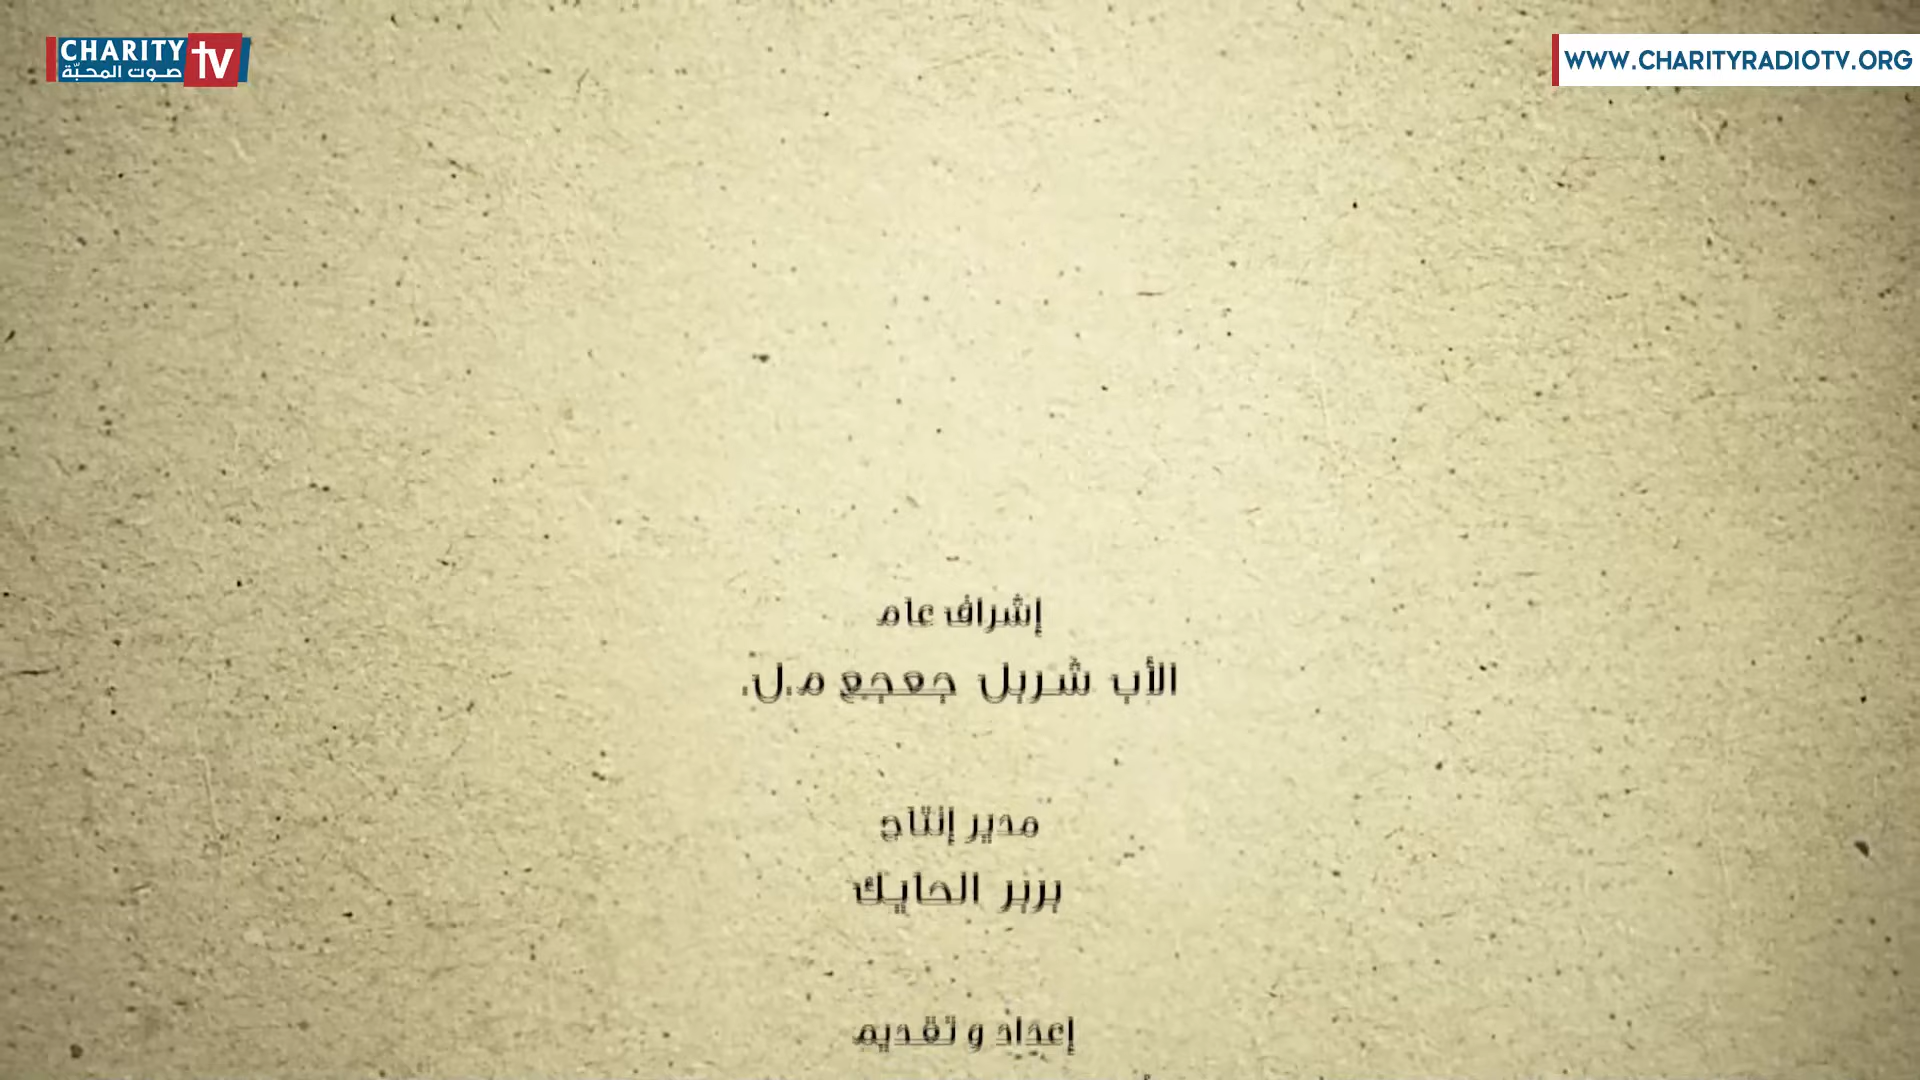 CHARITY tv
صوت المحبّة
WWW.CHARITYRADIOTV.ORG
إشراف عام
الأب شربل جعجع م.ل.
مدير إنتاج
بربر الحايك
إعداد و تقديم